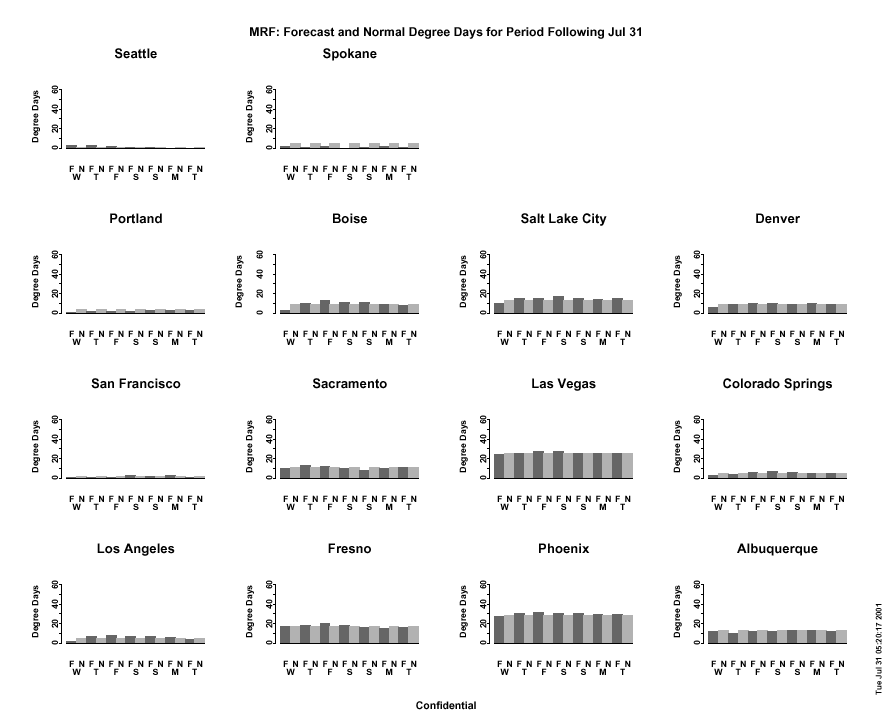 MRF: Forecast and Normal Degree Days for Period Following Jul 31
Seattle
Degree Days
0 20 40 60
F N F N F N F N F N F N F N
W T F S S M T
Spokane
Degree Days
0 20 40 60
F N F N F N F N F N F N F N
W T F S S M T
Portland
Degree Days
0 20 40 60
F N F N F N F N F N F N F N
W T F S S M T
Boise
Degree Days
0 20 40 60
F N F N F N F N F N F N F N
W T F S S M T
Salt Lake City
Degree Days
0 20 40 60
F N F N F N F N F N F N F N
W T F S S M T
Denver
Degree Days
0 20 40 60
F N F N F N F N F N F N F N
W T F S S M T
San Francisco
Degree Days
0 20 40 60
F N F N F N F N F N F N F N
W T F S S M T
Sacramento
Degree Days
0 20 40 60
F N F N F N F N F N F N F N
W T F S S M T
Las Vegas
Degree Days
0 20 40 60
F N F N F N F N F N F N F N
W T F S S M T
Colorado Springs
Degree Days
0 20 40 60
F N F N F N F N F N F N F N
W T F S S M T
Los Angeles
Degree Days
0 20 40 60
F N F N F N F N F N F N F N
W T F S S M T
Fresno
Degree Days
0 20 40 60
F N F N F N F N F N F N F N
W T F S S M T
Phoenix
Degree Days
0 20 40 60
F N F N F N F N F N F N F N
W T F S S M T
Albuquerque
Degree Days
0 20 40 60
F N F N F N F N F N F N F N
W T F S S M T
Tue Jul 31 05:20:17 2001
Confidential